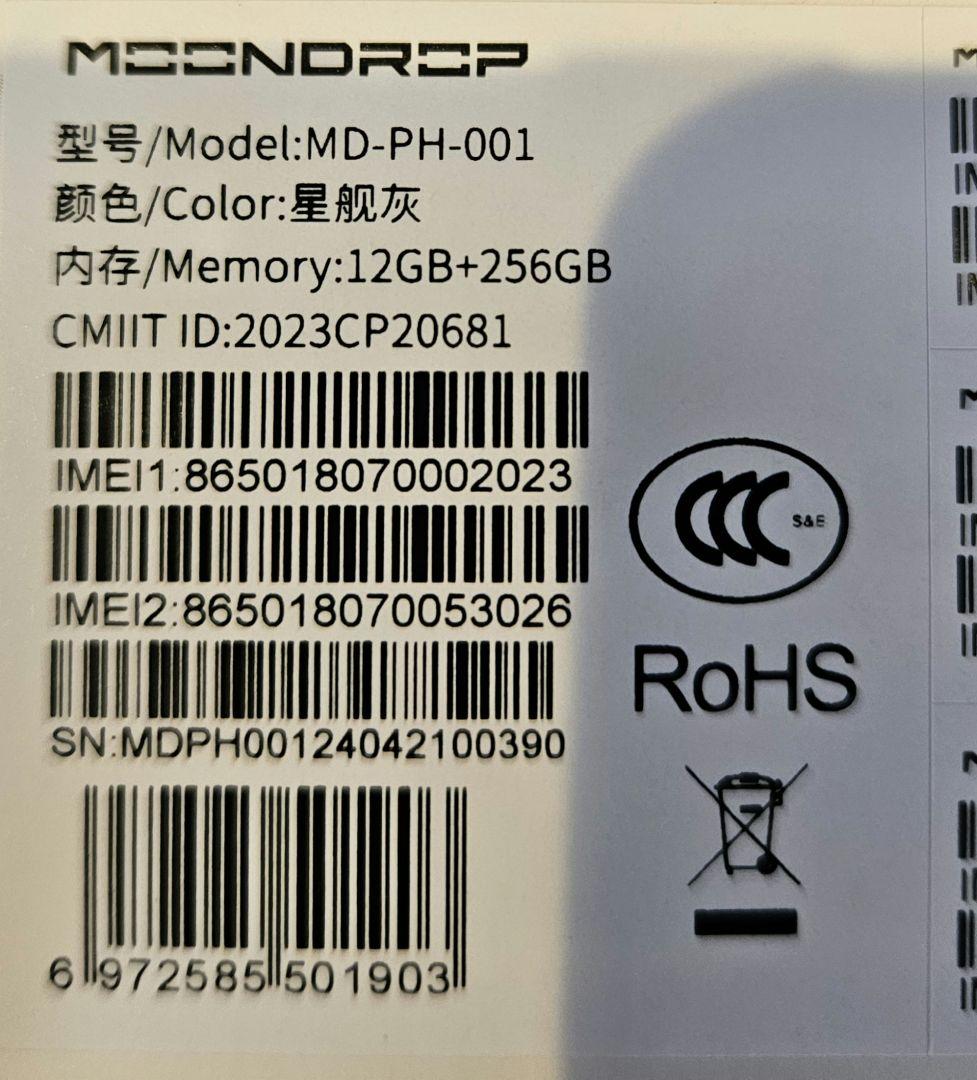 MOONDROP
型号/Model:MD-PH-001
颜色/Color:星舰灰
内存/Memory:12GB+256GB
CMIIT ID:2023CP20681
IMEI1:865018070002023
IMEI2:865018070053026
SN:MDPH00124042100390
6 972585 501903
CCC S&E
RoHS